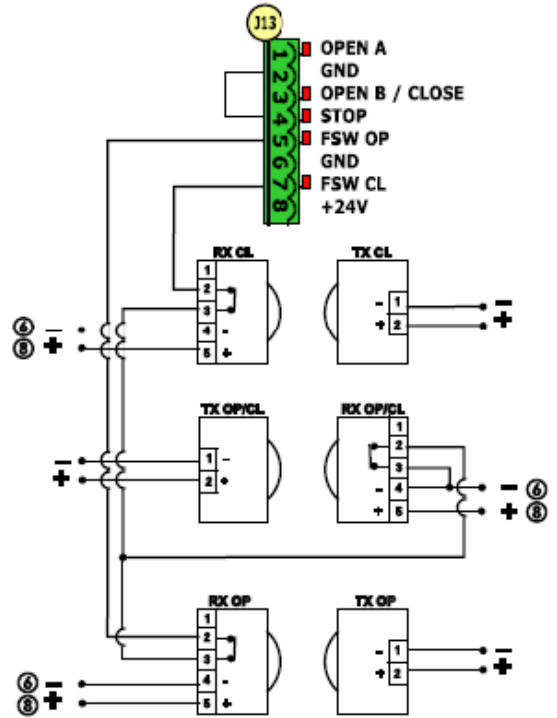 J13
1 OPEN A
2 GND
3 OPEN B / CLOSE
4 STOP
5 FSW OP
6 GND
7 FSW CL
8 +24V
RX CL
1
2
3
4 -
5 +
⑥ -
⑧ +
TX CL
- 1 -
+ 2 +
TX OP/CL
- 1 -
+ 2 +
RX OP/CL
1
2
3
- 4 - ⑥
+ 5 + ⑧
RX OP
1
2
3
⑥ - 4 -
⑧ + 5 +
TX OP
- 1 -
+ 2 +